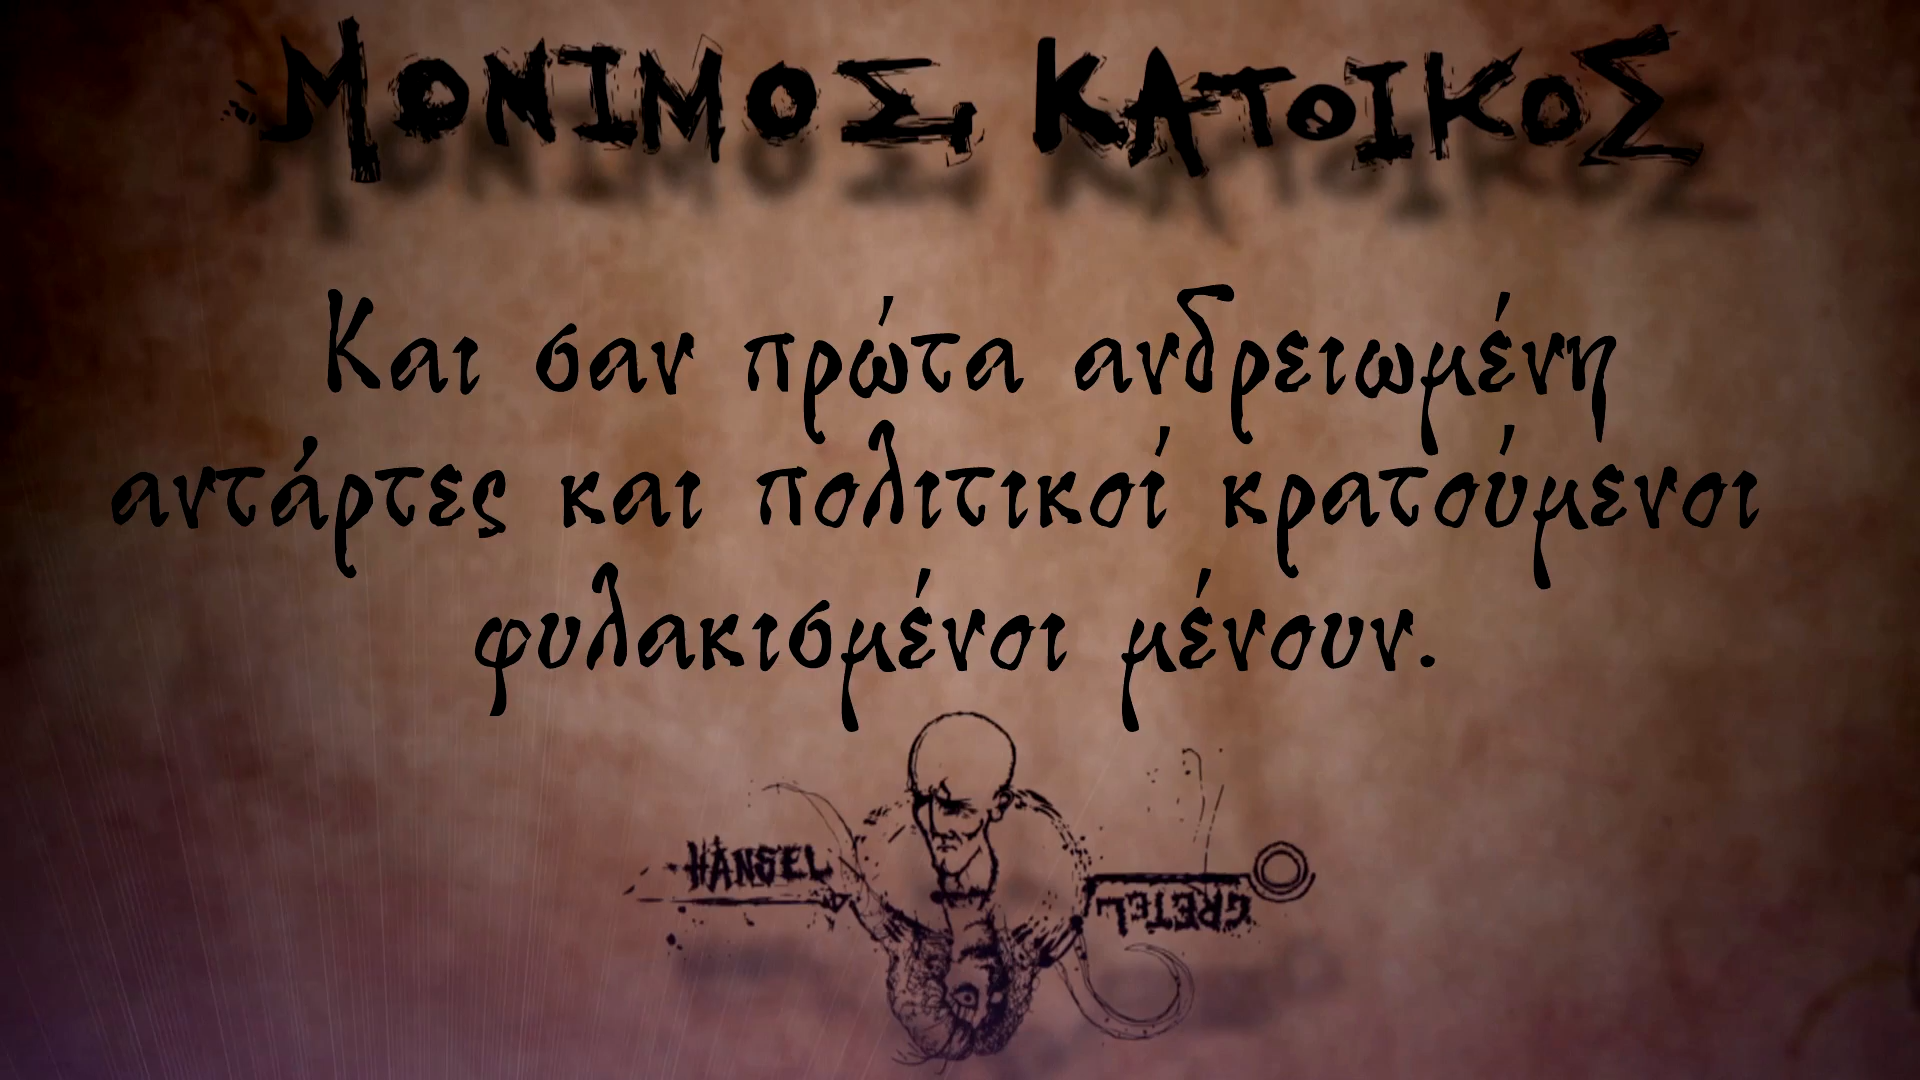 ΜΟΝΙΜΟΣ ΚΑΤΟΙΚΟΣ
Και σαν πρώτα ανδρειωμένη
αντάρτες και πολιτικοί κρατούμενοι
φυλακισμένοι μένουν.
HANSEL
GRETEL